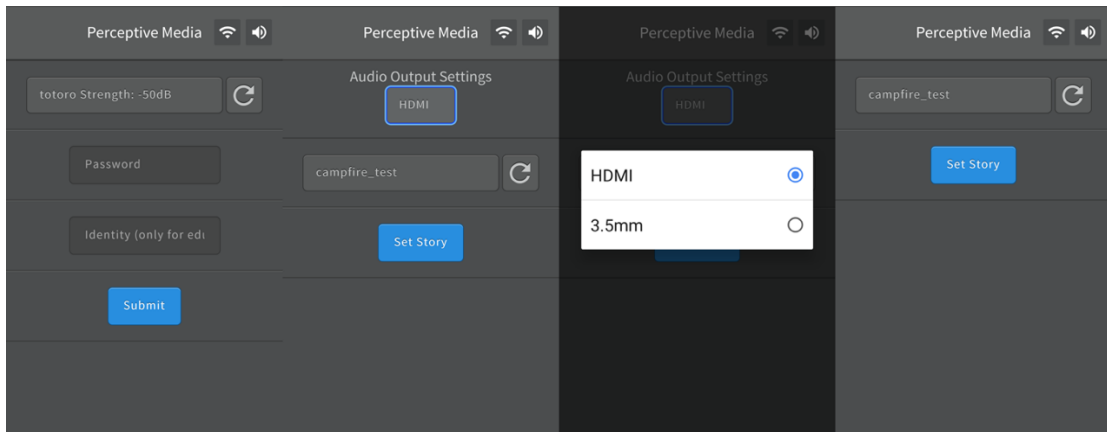 Perceptive Media
totoro Strength: -50dB
Password
Identity (only for edu
Submit
Perceptive Media
Audio Output Settings
HDMI
campfire_test
Set Story
Perceptive Media
Audio Output Settings
HDMI
HDMI
3.5mm
Perceptive Media
campfire_test
Set Story